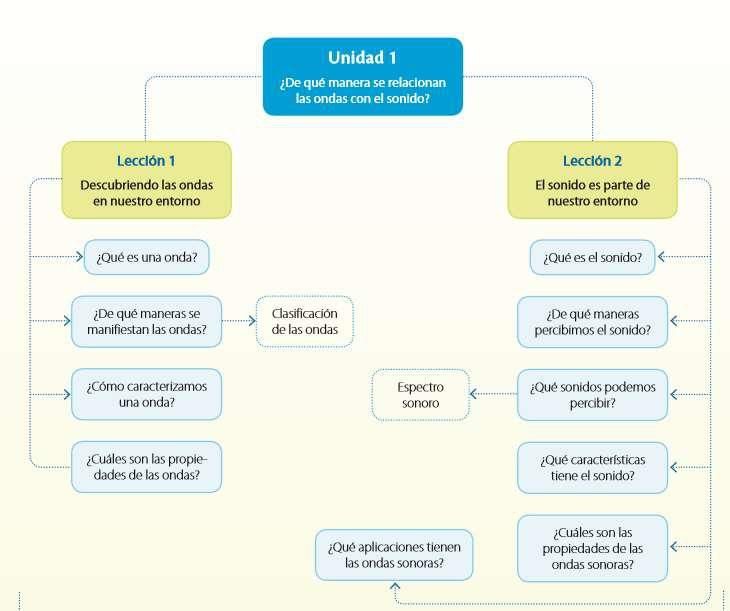 Unidad 1
¿De qué manera se relacionan
las ondas con el sonido?
Lección 1
Descubriendo las ondas
en nuestro entorno
¿Qué es una onda?
¿De qué maneras se
manifiestan las ondas?
Clasificación
de las ondas
¿Cómo caracterizamos
una onda?
¿Cuáles son las propie-
dades de las ondas?
Lección 2
El sonido es parte de
nuestro entorno
¿Qué es el sonido?
¿De qué maneras
percibimos el sonido?
¿Qué sonidos podemos
percibir?
Espectro
sonoro
¿Qué características
tiene el sonido?
¿Cuáles son las
propiedades de las
ondas sonoras?
¿Qué aplicaciones tienen
las ondas sonoras?